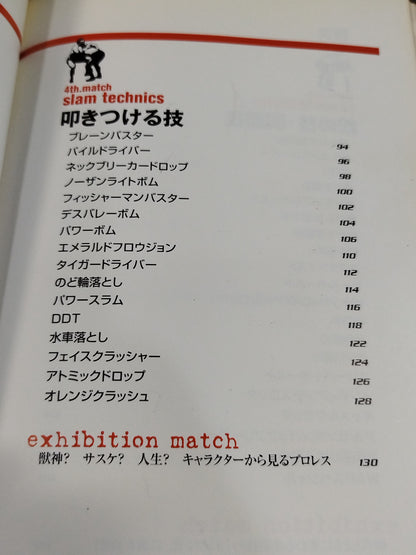 4th.match
slam technics
叩きつける技
ブレーンバスター 94
パイルドライバー 96
ネックブリーカードロップ 98
ノーザンライトボム 100
フィッシャーマンバスター 102
デスバレーボム 104
パワーボム 106
エメラルドフロウジョン 110
タイガードライバー 112
のど輪落とし 114
パワースラム 116
DDT 118
水車落とし 122
フェイスクラッシャー 124
アトミックドロップ 126
オレンジクラッシュ 128
exhibition match
獣神? サスケ? 人生? キャラクターから見るプロレス 130